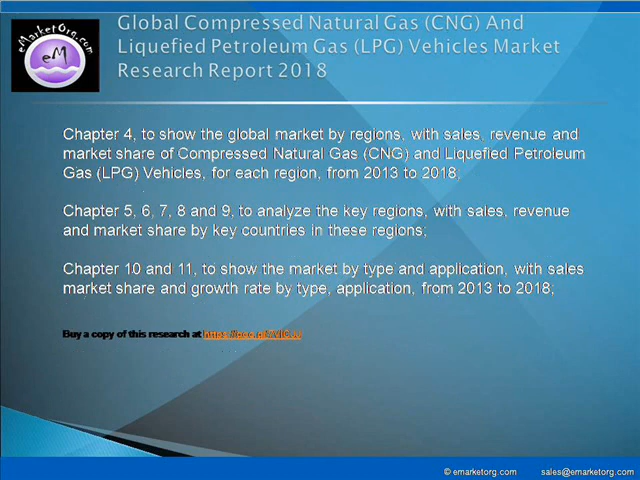 eMarketOrg.com
eM
Global Compressed Natural Gas (CNG) And
Liquefied Petroleum Gas (LPG) Vehicles Market
Research Report 2018
Chapter 4, to show the global market by regions, with sales, revenue and
market share of Compressed Natural Gas (CNG) and Liquefied Petroleum
Gas (LPG) Vehicles, for each region, from 2013 to 2018;
Chapter 5, 6, 7, 8 and 9, to analyze the key regions, with sales, revenue
and market share by key countries in these regions;
Chapter 10 and 11, to show the market by type and application, with sales
market share and growth rate by type, application, from 2013 to 2018;
Buy a copy of this research at
© emarketorg.com sales@emarketorg.com